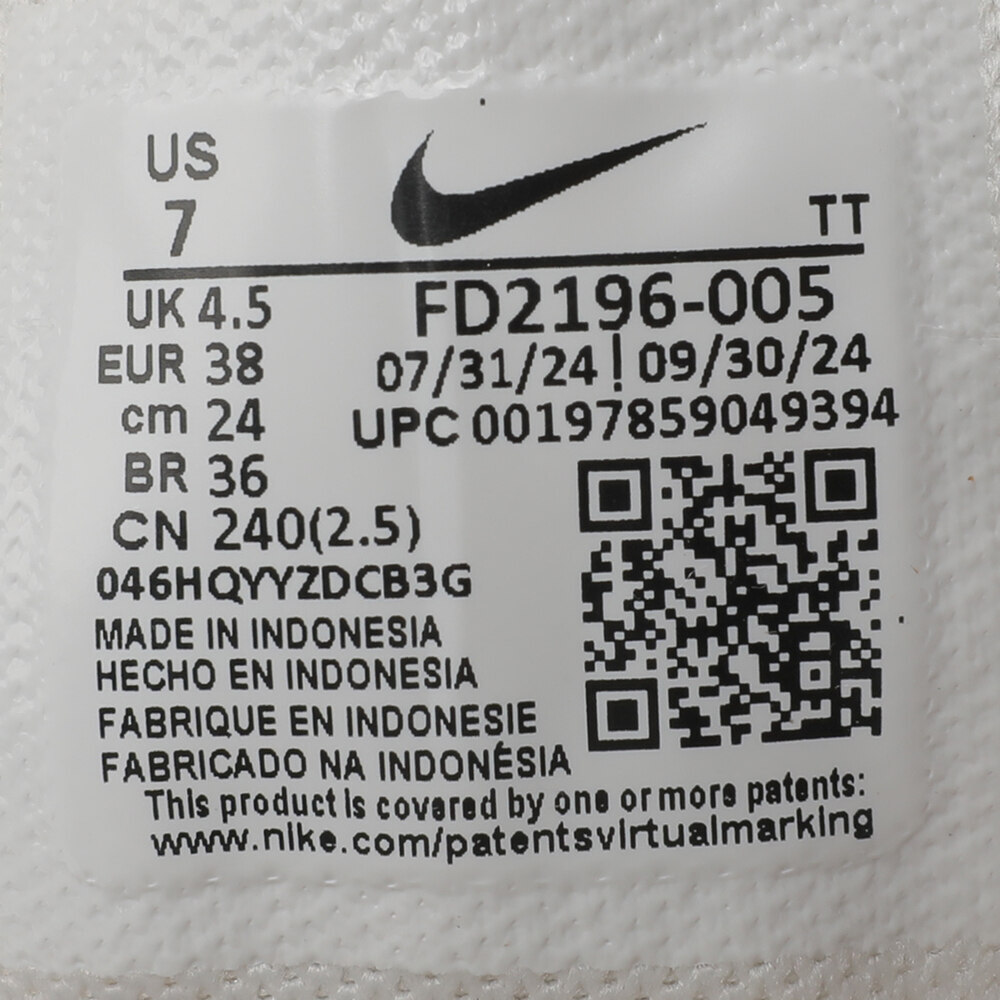 US
7
TT
UK 4.5
EUR 38
cm 24
BR 36
CN 240(2.5)
FD2196-005
07/31/24 | 09/30/24
UPC 00197859049394
046HQYYZDCB3G
MADE IN INDONESIA
HECHO EN INDONESIA
FABRIQUE EN INDONESIE
FABRICADO NA INDONÉSIA
This product is covered by one or more patents:
www.nike.com/patentsvirtualmarking